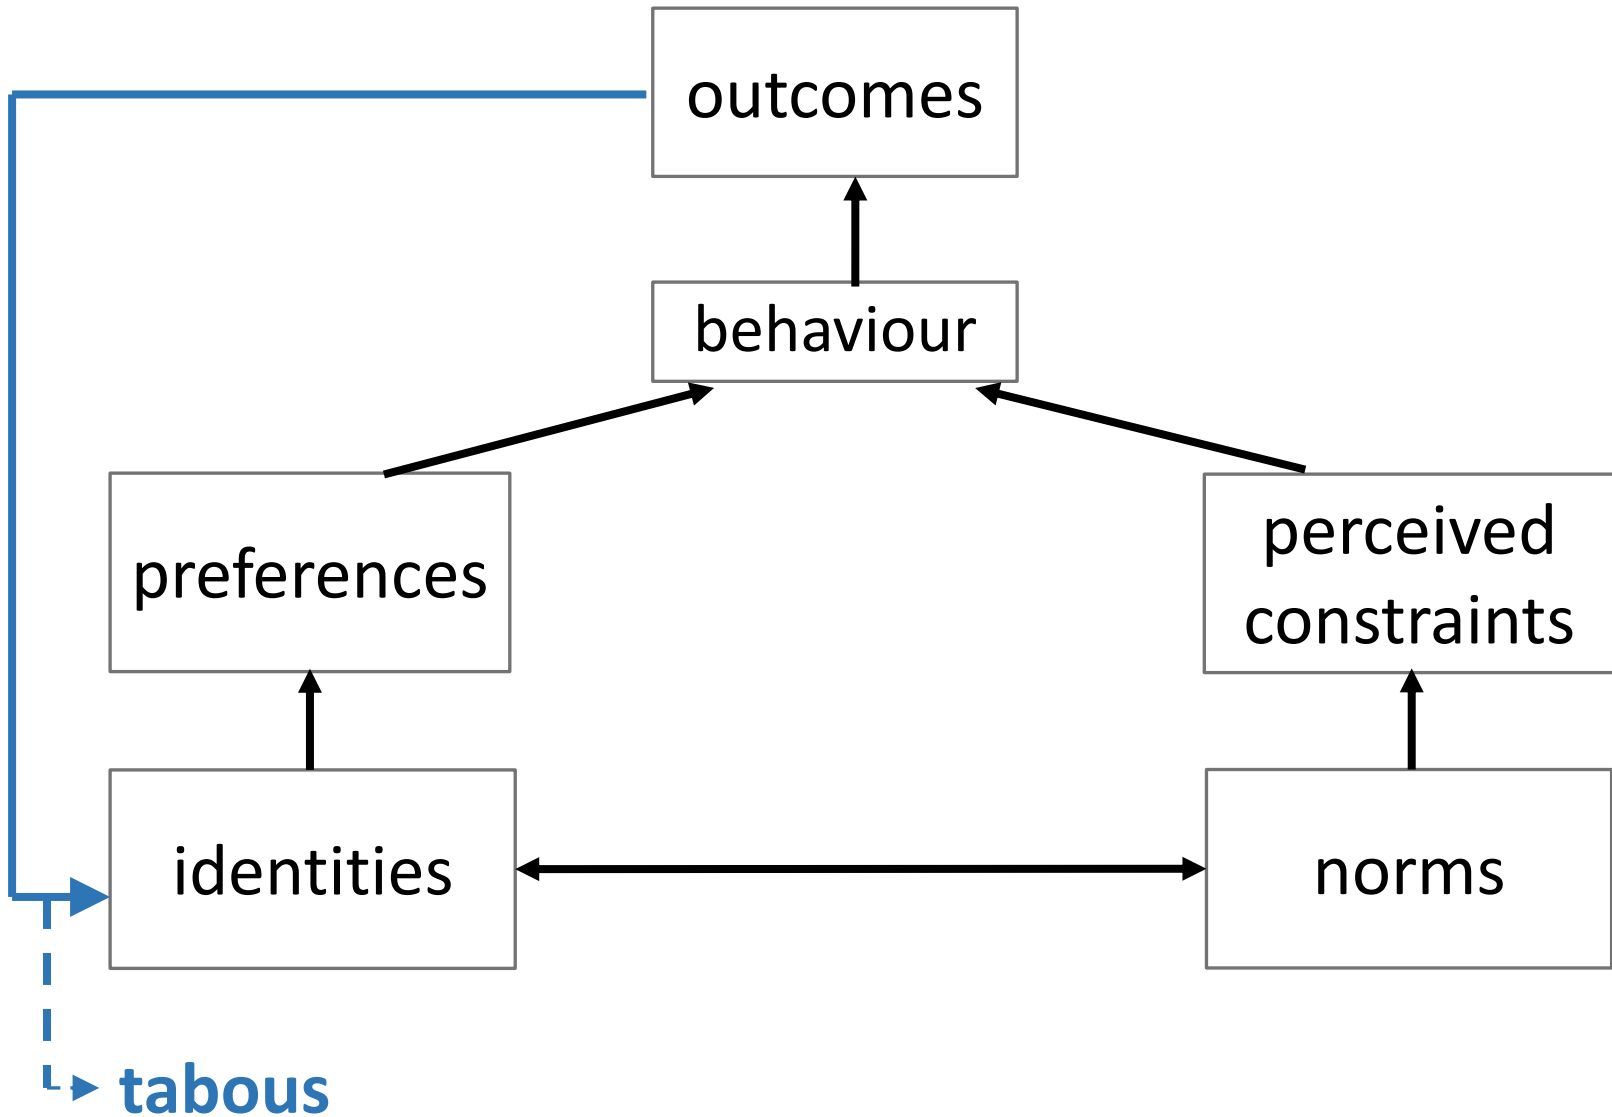 outcomes
behaviour
preferences
perceived
constraints
identities
norms
tabous